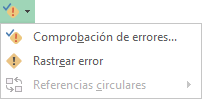 Comprobación de errores...
Rastrear error
Referencias circulares